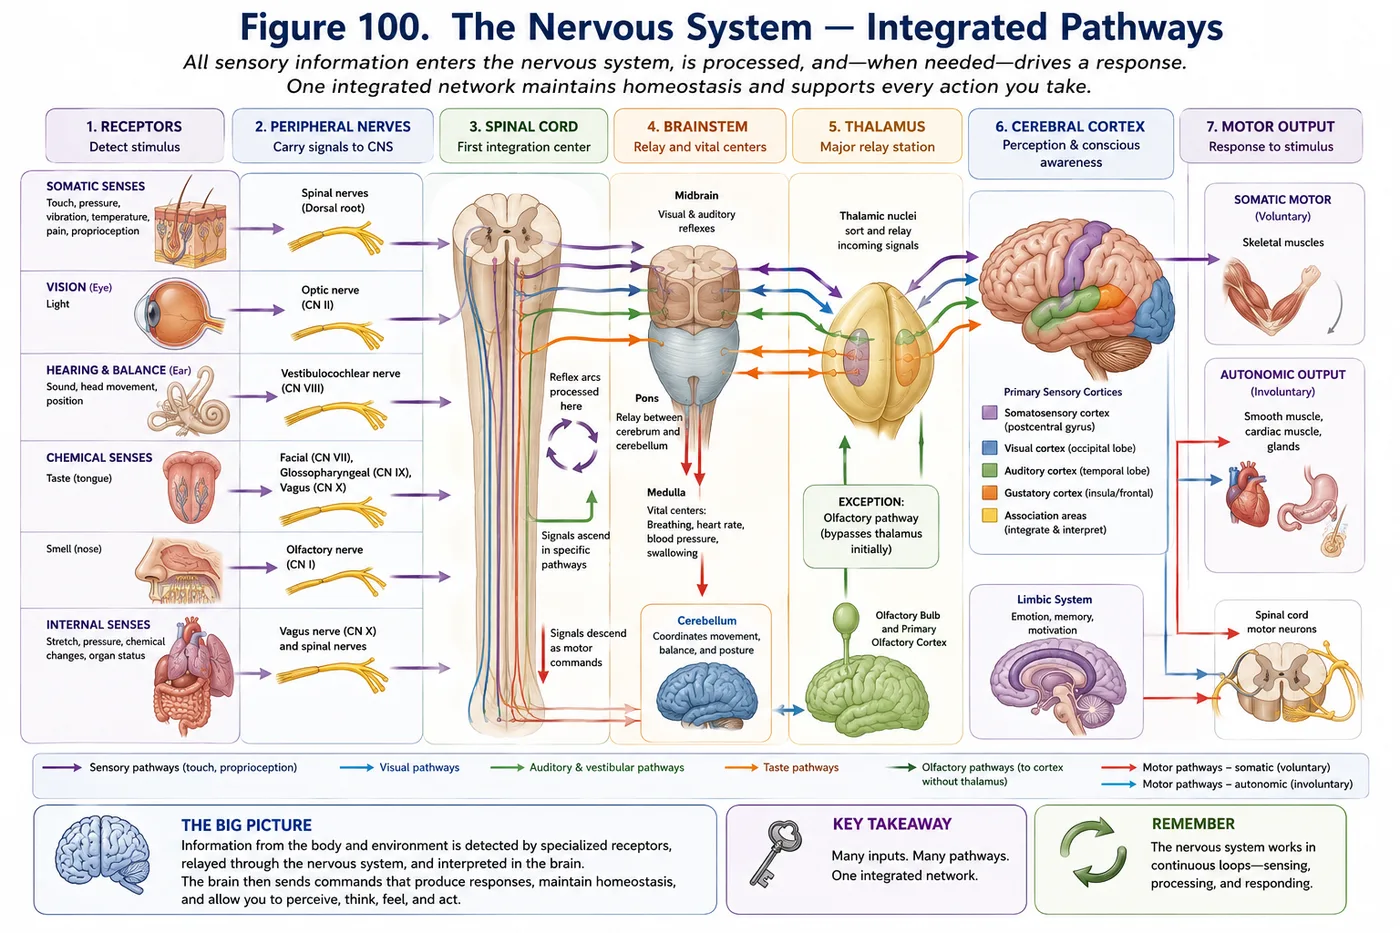 Figure 100. The Nervous System — Integrated Pathways
All sensory information enters the nervous system, is processed, and—when needed—drives a response.
One integrated network maintains homeostasis and supports every action you take.
1. RECEPTORS
Detect stimulus
2. PERIPHERAL NERVES
Carry signals to CNS
3. SPINAL CORD
First integration center
4. BRAINSTEM
Relay and vital centers
5. THALAMUS
Major relay station
6. CEREBRAL CORTEX
Perception & conscious
awareness
7. MOTOR OUTPUT
Response to stimulus
SOMATIC SENSES
Touch, pressure,
vibration, temperature,
pain, proprioception
Spinal nerves
(Dorsal root)
VISION (Eye)
Light
Optic nerve
(CN II)
HEARING & BALANCE (Ear)
Sound, head movement,
position
Vestibulocochlear nerve
(CN VIII)
CHEMICAL SENSES
Taste (tongue)
Facial (CN VII),
Glossopharyngeal (CN IX),
Vagus (CN X)
Smell (nose)
Olfactory nerve
(CN I)
INTERNAL SENSES
Stretch, pressure, chemical
changes, organ status
Vagus nerve (CN X)
and spinal nerves
Reflex arcs
processed
here
Signals ascend
in specific
pathways
Signals descend
as motor
commands
Midbrain
Visual & auditory
reflexes
Pons
Relay between
cerebrum and
cerebellum
Medulla
Vital centers:
Breathing, heart rate,
blood pressure,
swallowing
Cerebellum
Coordinates movement,
balance, and posture
Thalamic nuclei
sort and relay
incoming signals
EXCEPTION:
Olfactory pathway
(bypasses thalamus
initially)
Olfactory Bulb
and Primary
Olfactory Cortex
Primary Sensory Cortices
Somatosensory cortex
(postcentral gyrus)
Visual cortex (occipital lobe)
Auditory cortex (temporal lobe)
Gustatory cortex (insula/frontal)
Association areas
(integrate & interpret)
Limbic System
Emotion, memory,
motivation
SOMATIC MOTOR
(Voluntary)
Skeletal muscles
AUTONOMIC OUTPUT
(Involuntary)
Smooth muscle,
cardiac muscle,
glands
Spinal cord
motor neurons
Sensory pathways (touch, proprioception)
Visual pathways
Auditory & vestibular pathways
Taste pathways
Olfactory pathways (to cortex
without thalamus)
Motor pathways – somatic (voluntary)
Motor pathways – autonomic (involuntary)
THE BIG PICTURE
Information from the body and environment is detected by specialized receptors,
relayed through the nervous system, and interpreted in the brain.
The brain then sends commands that produce responses, maintain homeostasis,
and allow you to perceive, think, feel, and act.
KEY TAKEAWAY
Many inputs. Many pathways.
One integrated network.
REMEMBER
The nervous system works in
continuous loops—sensing,
processing, and responding.